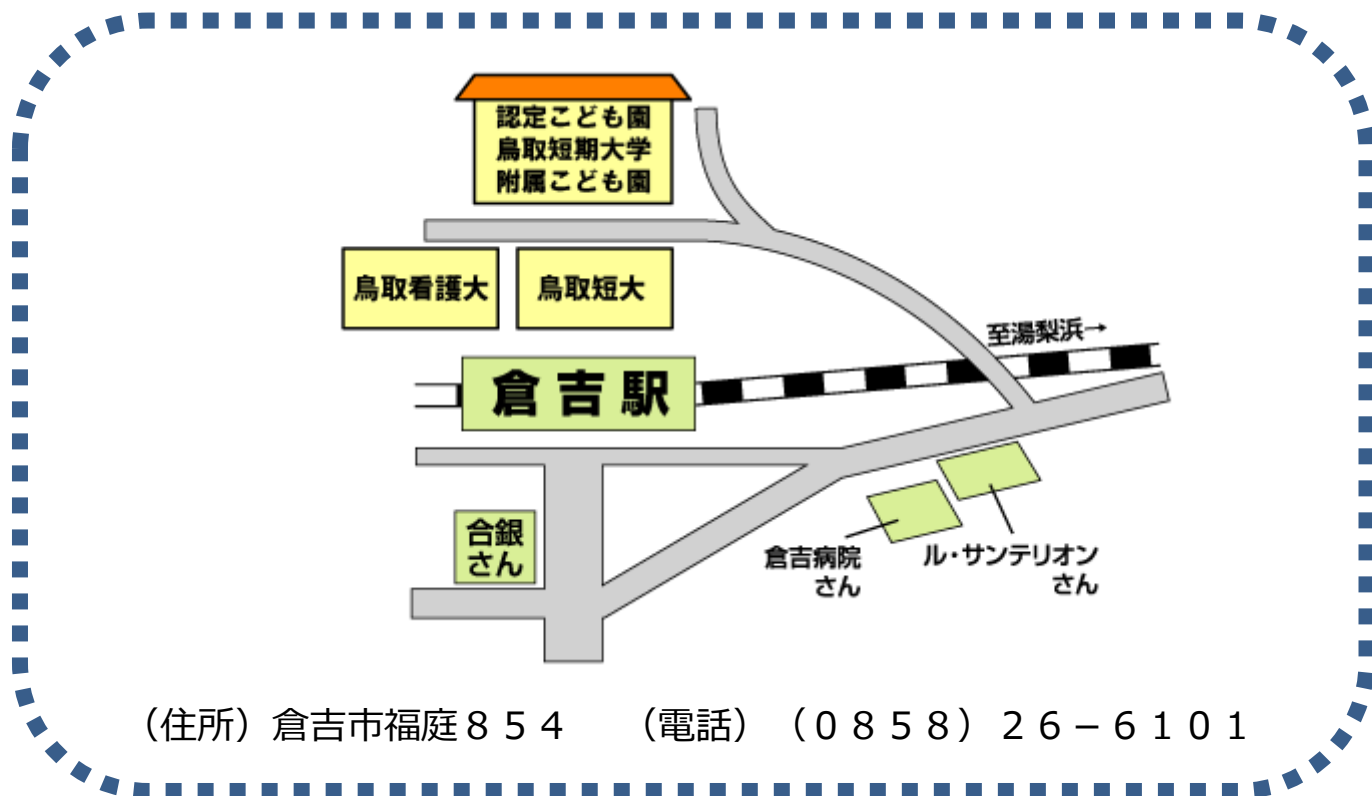 認定こども園
鳥取短期大学
附属こども園
鳥取看護大
鳥取短大
至湯梨浜→
倉吉駅
合銀
さん
倉吉病院
さん
ル・サンテリオン
さん
（住所）倉吉市福庭８５４　　（電話）（０８５８）２６－６１０１